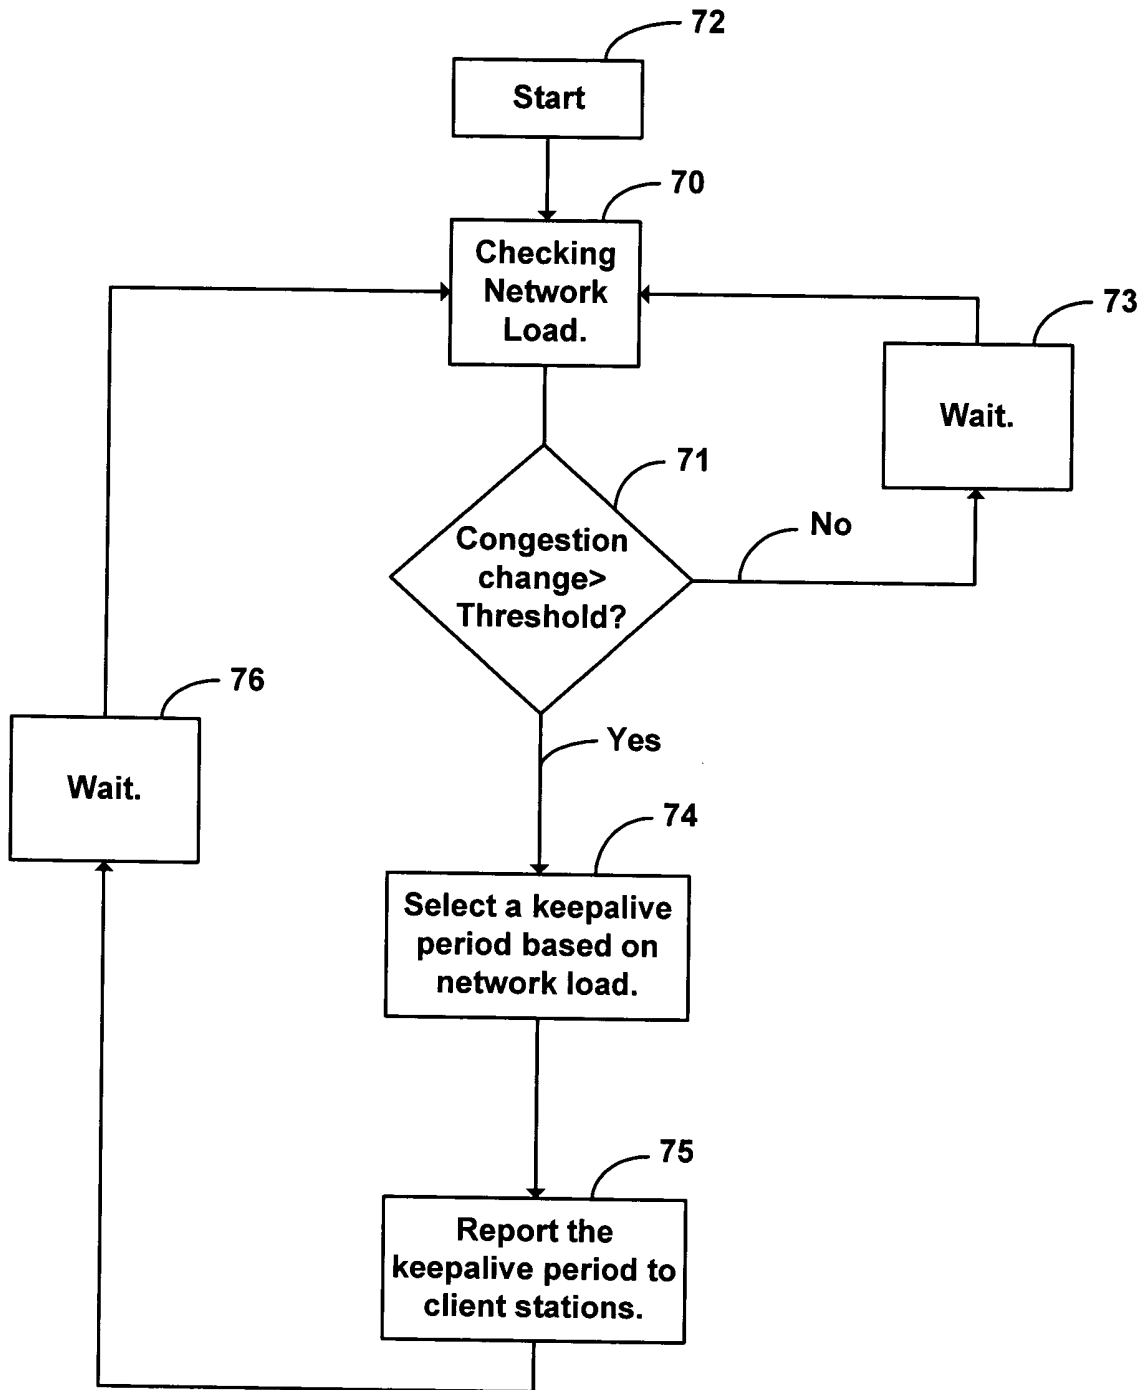 72
Start
70
Checking
Network
Load.
73
Wait.
71
Congestion
change>
Threshold?
No
76
Wait.
Yes
74
Select a keepalive
period based on
network load.
75
Report the
keepalive period to
client stations.